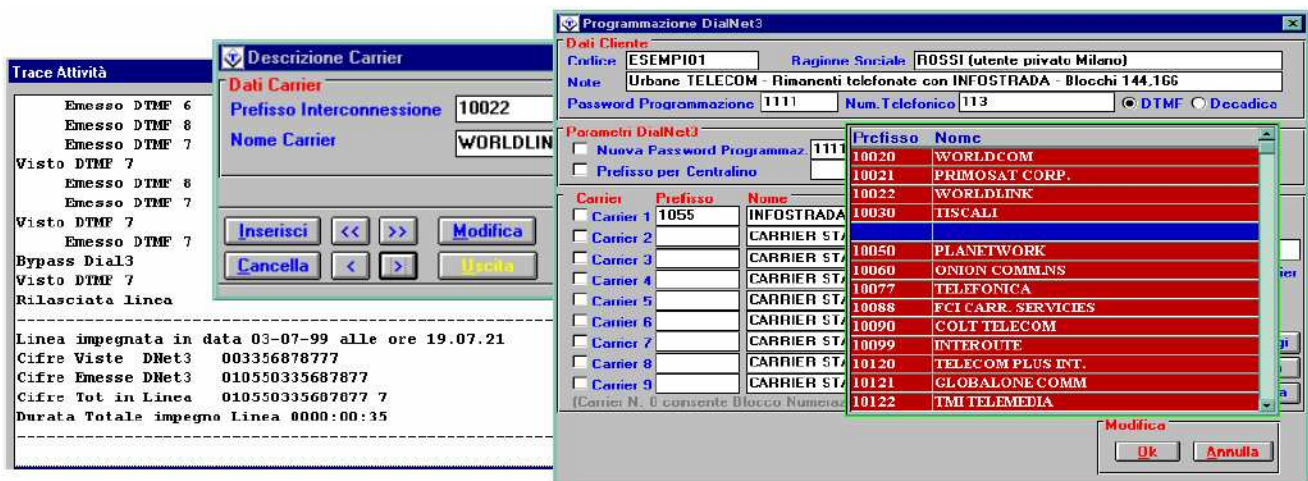 Trace Attività
Emesso DTMF 6
Emesso DTMF 8
Emesso DTMF 7
Visto DTMF 7
Emesso DTMF 8
Emesso DTMF 7
Visto DTMF 7
Emesso DTMF 7
Bypass Dial3
Visto DTMF 7
Rilasciata linea
Linea impegnata in data 03-07-99 alle ore 19.07.21
Cifre Viste DNet3 003356878777
Cifre Emesse DNet3 010550335687877
Cifre Tot in Linea 0105503356877877 7
Durata Totale impegno Linea 0000:00:35
Descrizione Carrier
Dati Carrier
Prefisso Interconnessione 10022
Nome Carrier WORLDLIN
Inserisci << >> Modifica
Cancella < > Uscita
Programmazione DialNet3
Dati Cliente
Codice ESEMPI01 Ragione Sociale ROSSI (utente privato Milano)
Note Urbane TELECOM - Rimanenti telefonate con INFOSTRADA - Blocchi 144,166
Password Programmazione 1111 Num.Telefonico 113 DTMF Decadica
Parametri DialNet3
Nuova Password Programmaz. 1111
Prefisso per Centralino
Carrier Prefisso Nome
Carrier 1 1055 INFOSTRADA
Carrier 2 CARRIER STA
Carrier 3 CARRIER STA
Carrier 4 CARRIER STA
Carrier 5 CARRIER STA
Carrier 6 CARRIER STA
Carrier 7 CARRIER STA
Carrier 8 CARRIER STA
Carrier 9 CARRIER STA
(Carrier N. 0 consente Blocco Numeraz
Prefisso Nome
10020 WORLDCOM
10021 PRIMOSAT CORP.
10022 WORLDLINK
10030 TISCALI
10050 PLANETWORK
10060 ONION COMM.NS
10077 TELEFONICA
10088 FCI CARR. SERVICIES
10090 COLT TELECOM
10099 INTEROUTE
10120 TELECOM PLUS INT.
10121 GLOBALONE COMM
10122 TMI TELEMEDIA
Modifica
Ok Annulla